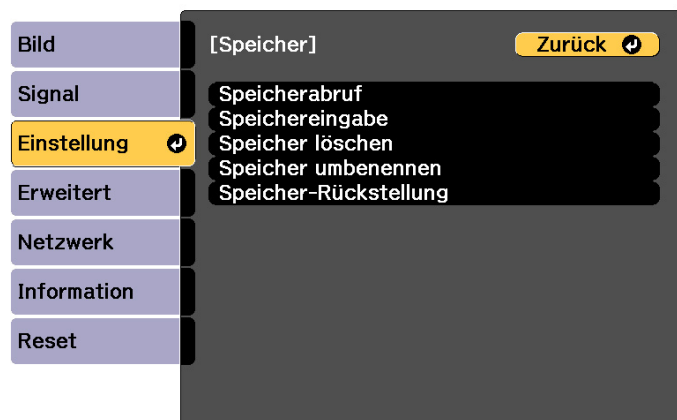 Bild
Signal
Einstellung
Erweitert
Netzwerk
Information
Reset
[Speicher]
Zurück
Speicherabruf
Speichereingabe
Speicher löschen
Speicher umbenennen
Speicher-Rückstellung